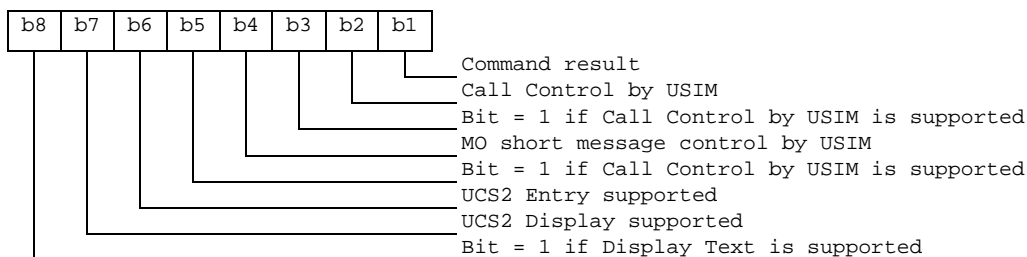 b8 b7 b6 b5 b4 b3 b2 b1
Command result
Call Control by USIM
Bit = 1 if Call Control by USIM is supported
MO short message control by USIM
Bit = 1 if Call Control by USIM is supported
UCS2 Entry supported
UCS2 Display supported
Bit = 1 if Display Text is supported